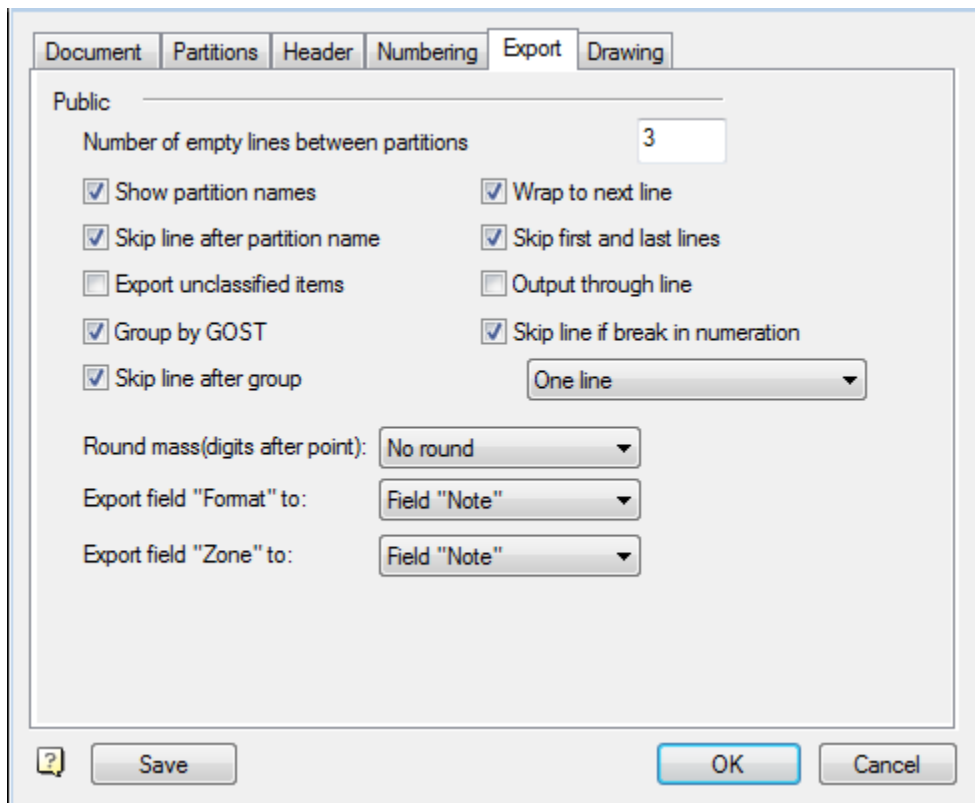 Document Partitions Header Numbering Export Drawing
Public
Number of empty lines between partitions 3
Show partition names Wrap to next line
Skip line after partition name Skip first and last lines
Export unclassified items Output through line
Group by GOST Skip line if break in numeration
Skip line after group One line
Round mass(digits after point): No round
Export field "Format" to: Field "Note"
Export field "Zone" to: Field "Note"
? Save OK Cancel